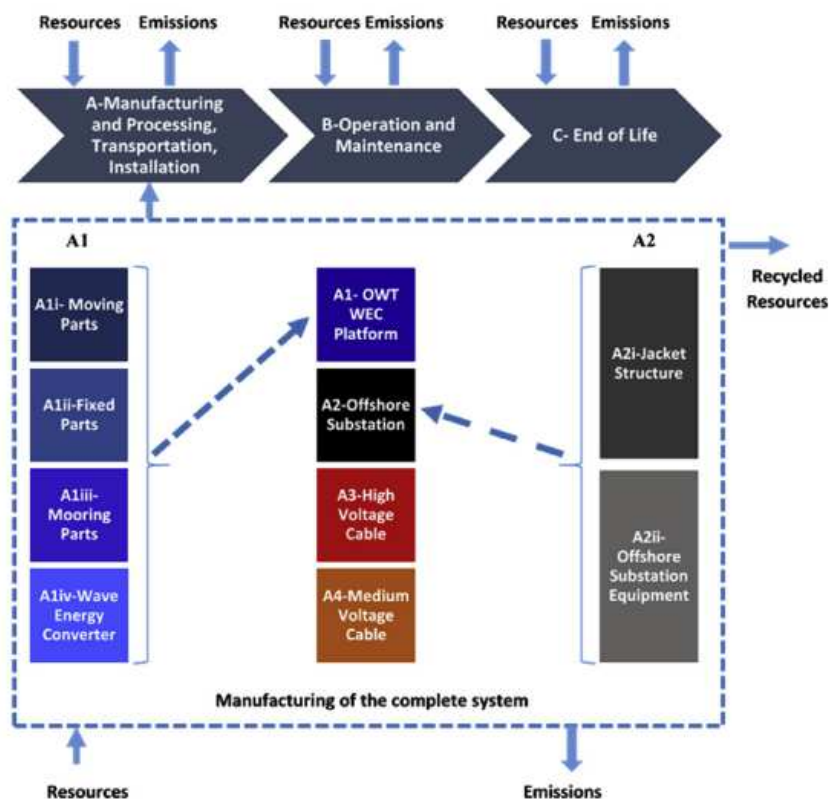 Resources Emissions Resources Emissions Resources Emissions
A-Manufacturing
and Processing,
Transportation,
Installation
B-Operation and
Maintenance
C- End of Life
A1
A1i- Moving
Parts
A1ii-Fixed
Parts
A1iii-
Mooring
Parts
A1iv-Wave
Energy
Converter
A1- OWT
WEC
Platform
A2-Offshore
Substation
A3-High
Voltage
Cable
A4-Medium
Voltage
Cable
A2
A2i-Jacket
Structure
A2ii-
Offshore
Substation
Equipment
Recycled
Resources
Manufacturing of the complete system
Resources Emissions